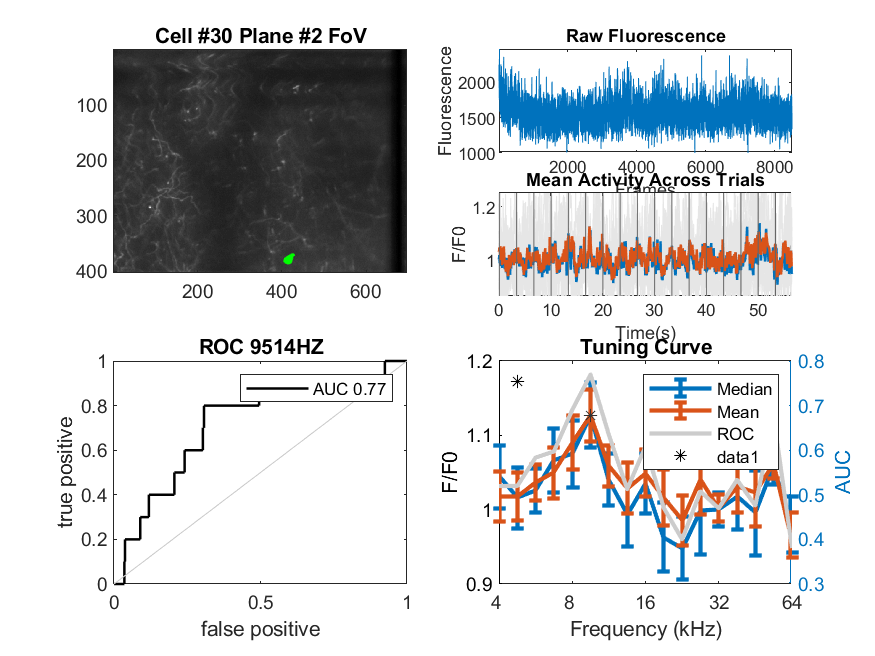 Cell #30 Plane #2 FoV
100
200
300
400
200
400
600
Raw Fluorescence
Fluorescence
2000
1500
1000
2000
4000
6000
8000
Frames
Mean Activity Across Trials
F/F0
1.2
1
0
10
20
30
40
50
Time(s)
ROC 9514HZ
true positive
1
0.8
0.6
0.4
0.2
0
AUC 0.77
0
0.5
1
false positive
Tuning Curve
F/F0
1.2
1.1
1
0.9
Median
Mean
ROC
data1
0.8
0.7
0.6
0.5
0.4
0.3
AUC
4
8
16
32
64
Frequency (kHz)